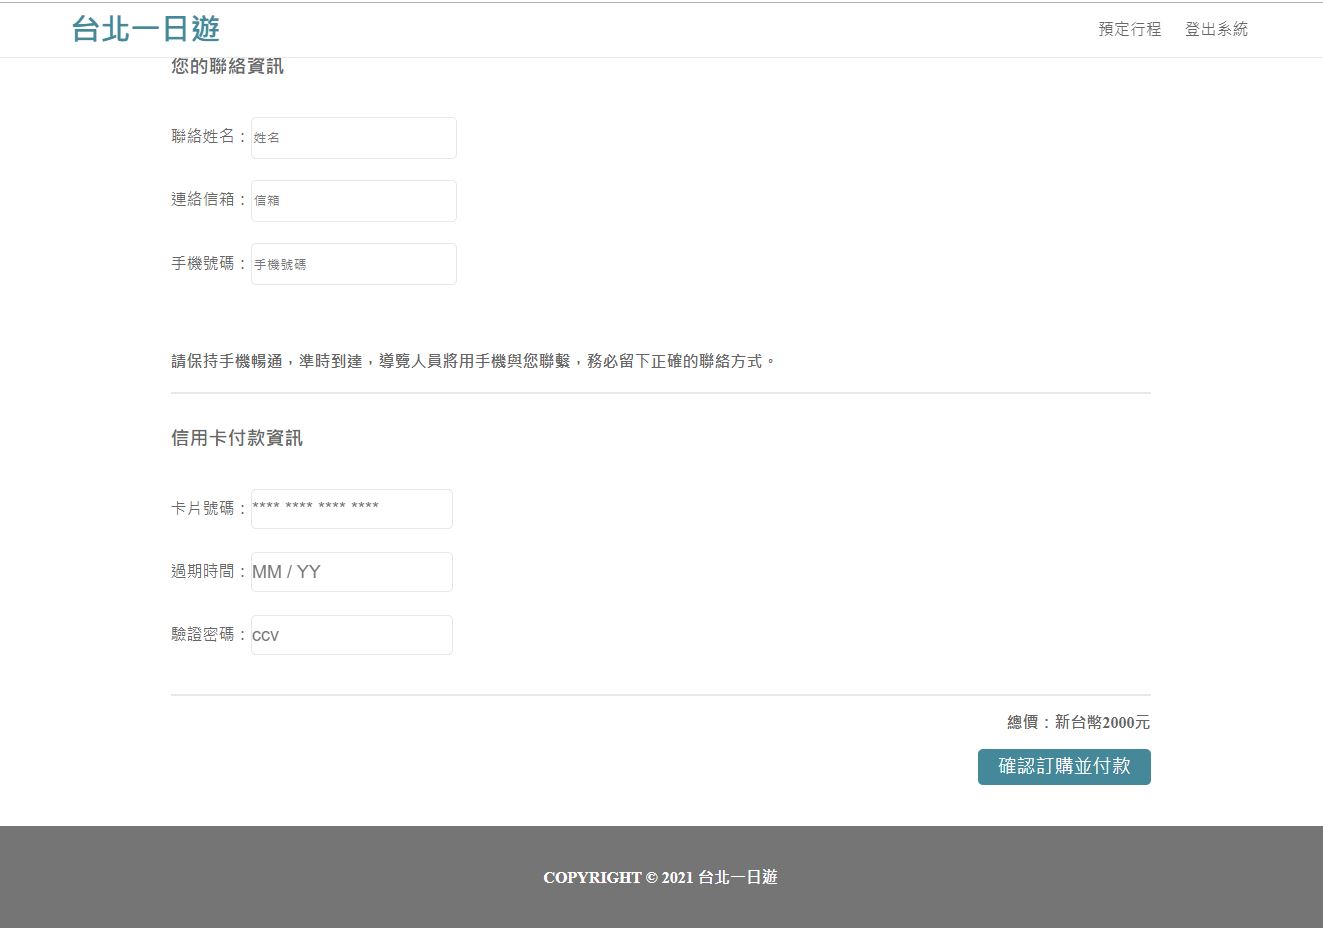 台北一日遊
預定行程 登出系統
您的聯絡資訊
聯絡姓名：姓名
連絡信箱：信箱
手機號碼：手機號碼
請保持手機暢通，準時到達，導覽人員將用手機與您聯繫，務必留下正確的聯絡方式。
信用卡付款資訊
卡片號碼：**** **** **** ****
過期時間：MM / YY
驗證密碼：ccv
總價：新台幣2000元
確認訂購並付款
COPYRIGHT © 2021 台北一日遊